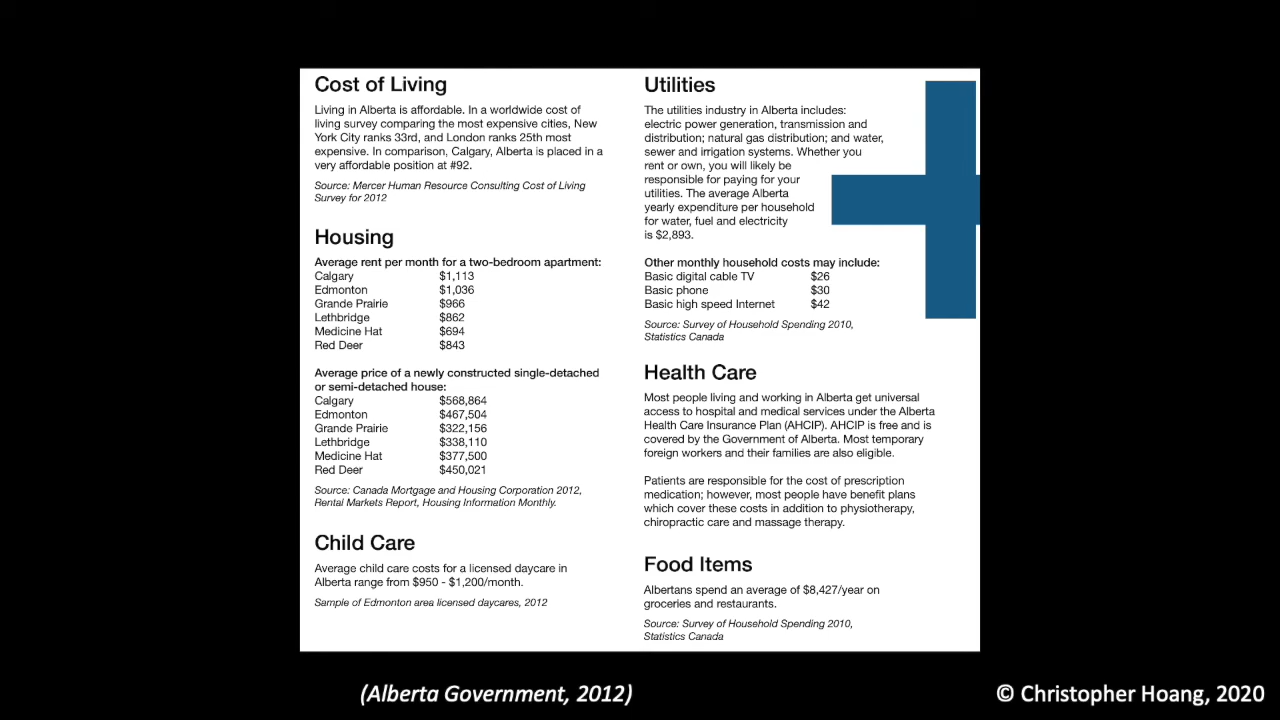 Cost of Living
Living in Alberta is affordable. In a worldwide cost of
living survey comparing the most expensive cities, New
York City ranks 33rd, and London ranks 25th most
expensive. In comparison, Calgary, Alberta is placed in a
very affordable position at #92.
Source: Mercer Human Resource Consulting Cost of Living
Survey for 2012
Housing
Average rent per month for a two-bedroom apartment:
Calgary $1,113
Edmonton $1,036
Grande Prairie $966
Lethbridge $862
Medicine Hat $694
Red Deer $843
Average price of a newly constructed single-detached
or semi-detached house:
Calgary $568,864
Edmonton $467,504
Grande Prairie $322,156
Lethbridge $338,110
Medicine Hat $377,500
Red Deer $450,021
Source: Canada Mortgage and Housing Corporation 2012,
Rental Markets Report, Housing Information Monthly.
Child Care
Average child care costs for a licensed daycare in
Alberta range from $950 - $1,200/month.
Sample of Edmonton area licensed daycares, 2012
Utilities
The utilities industry in Alberta includes:
electric power generation, transmission and
distribution; natural gas distribution; and water,
sewer and irrigation systems. Whether you
rent or own, you will likely be
responsible for paying for your
utilities. The average Alberta
yearly expenditure per household
for water, fuel and electricity
is $2,893.
Other monthly household costs may include:
Basic digital cable TV $26
Basic phone $30
Basic high speed Internet $42
Source: Survey of Household Spending 2010,
Statistics Canada
Health Care
Most people living and working in Alberta get universal
access to hospital and medical services under the Alberta
Health Care Insurance Plan (AHCIP). AHCIP is free and is
covered by the Government of Alberta. Most temporary
foreign workers and their families are also eligible.
Patients are responsible for the cost of prescription
medication; however, most people have benefit plans
which cover these costs in addition to physiotherapy,
chiropractic care and massage therapy.
Food Items
Albertans spend an average of $8,427/year on
groceries and restaurants.
Source: Survey of Household Spending 2010,
Statistics Canada
(Alberta Government, 2012)
© Christopher Hoang, 2020